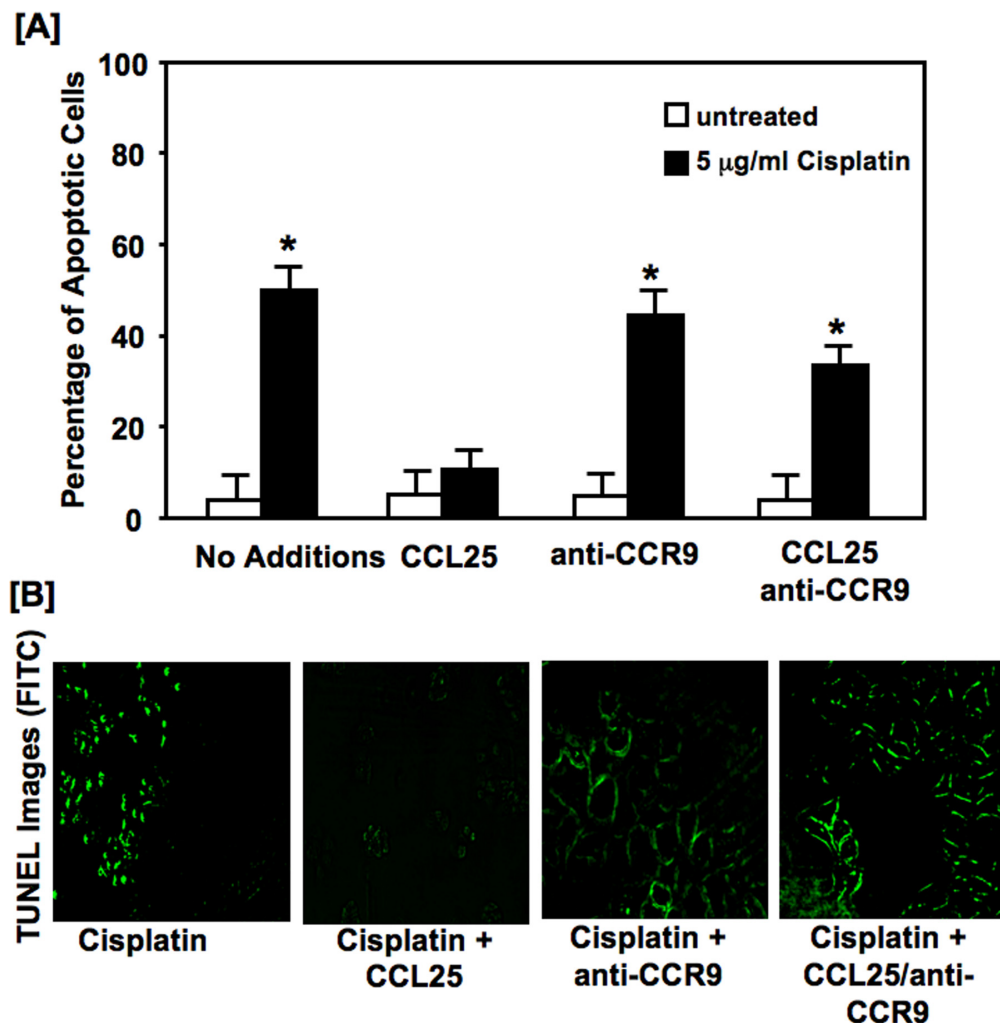 [A]
Percentage of Apoptotic Cells
100
80
60
40
20
0
untreated
5 μg/ml Cisplatin
*
*
*
No Additions
CCL25
anti-CCR9
CCL25
anti-CCR9
[B]
TUNEL Images (FITC)
Cisplatin
Cisplatin +
CCL25
Cisplatin +
anti-CCR9
Cisplatin +
CCL25/anti-
CCR9